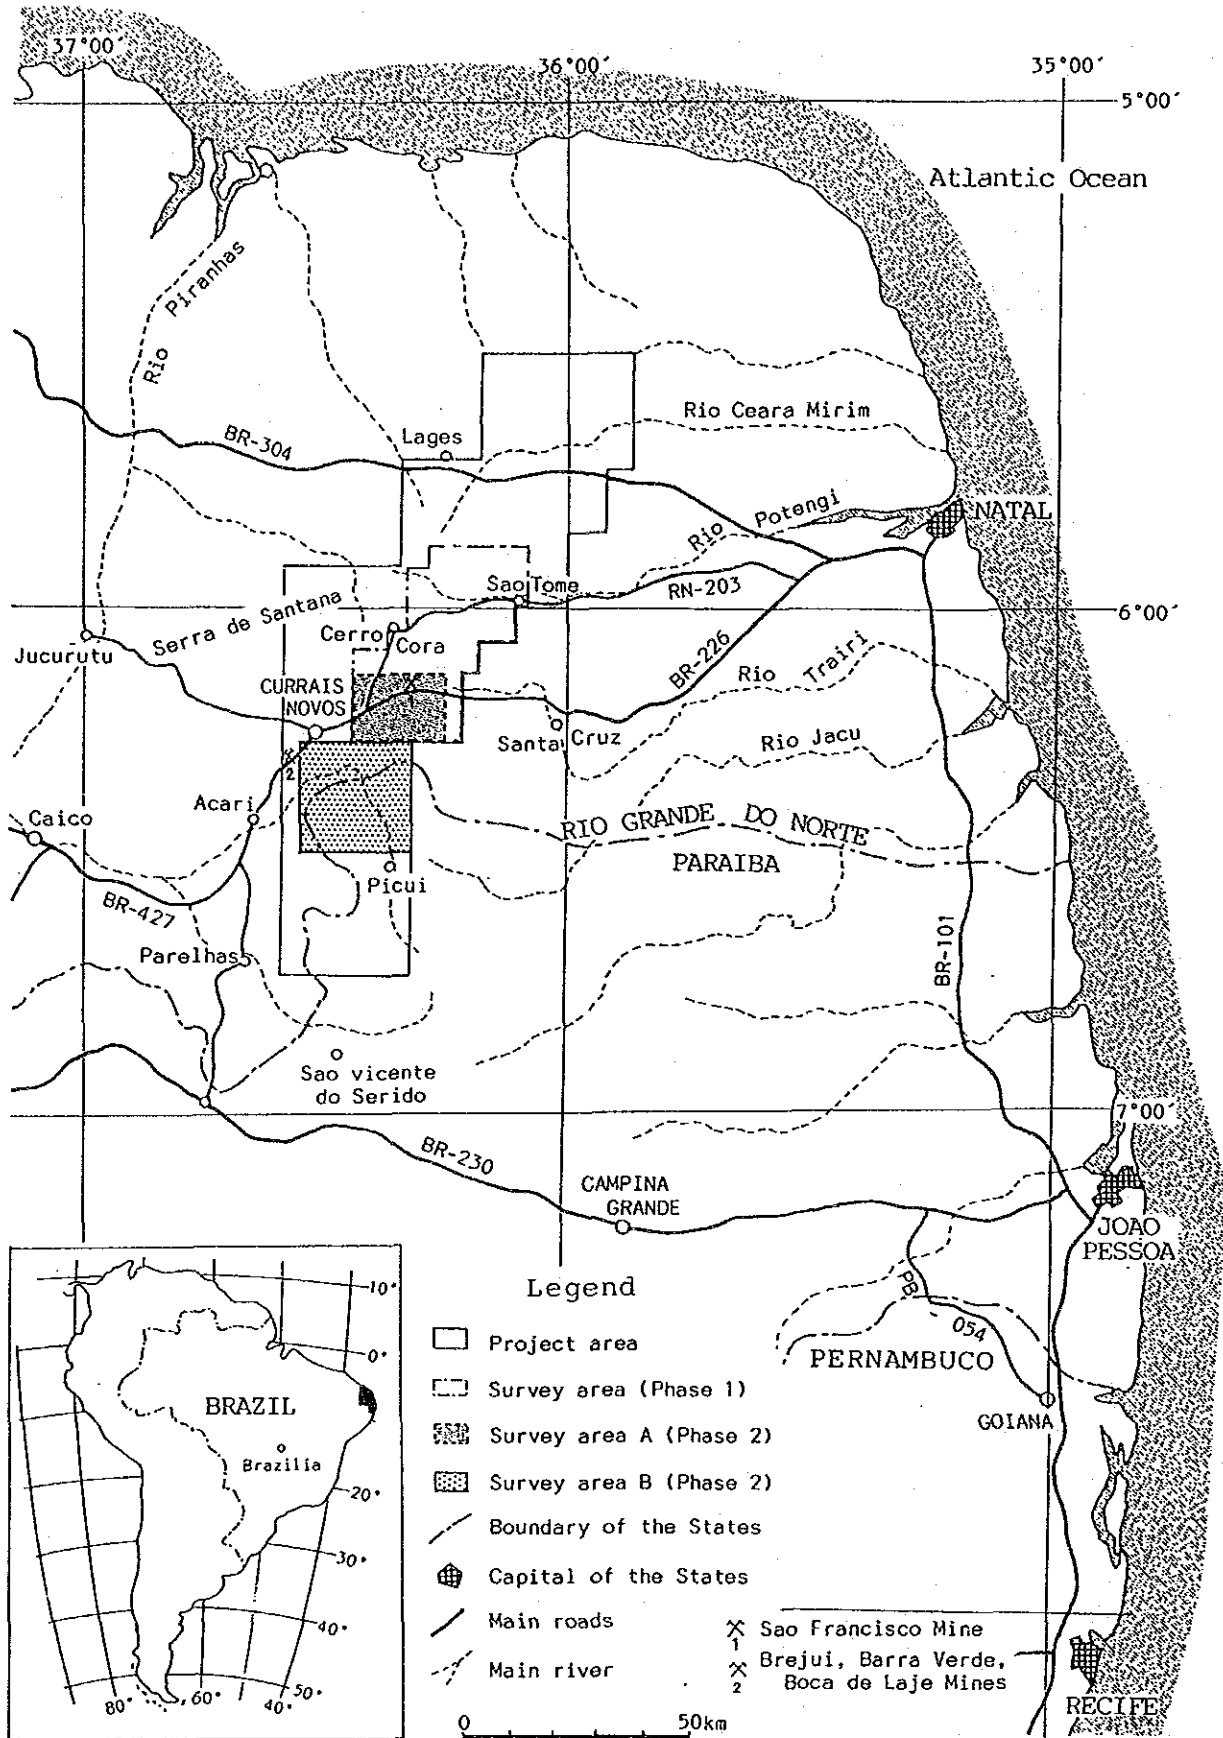 37°00′
36°00′
35°00′
5°00′
Atlantic Ocean
Rio Piranhas
Rio Ceara Mirim
BR-304
Lages
Rio Potengi
NATAL
Sao Tome
RN-203
Serra de Santana
6°00′
Cerro Cora
Jucurutu
BR-226
Rio Trairi
CURRAIS
NOVOS
1
Santa Cruz
Rio Jacu
2
Acari
Caico
RIO GRANDE DO NORTE
PARAIBA
Picui
BR-427
BR-101
Parelhas
Sao vicente
do Serido
7°00′
BR-230
CAMPINA
GRANDE
JOAO
PESSOA
PB-054
PERNAMBUCO
GOIANA
RECIFE
10°
0°
BRAZIL
Brazilia
20°
30°
40°
50°
80°
60°
40°
Legend
Project area
Survey area (Phase 1)
Survey area A (Phase 2)
Survey area B (Phase 2)
Boundary of the States
Capital of the States
Main roads
Main river
1 Sao Francisco Mine
2 Brejui, Barra Verde,
Boca de Laje Mines
0 50km